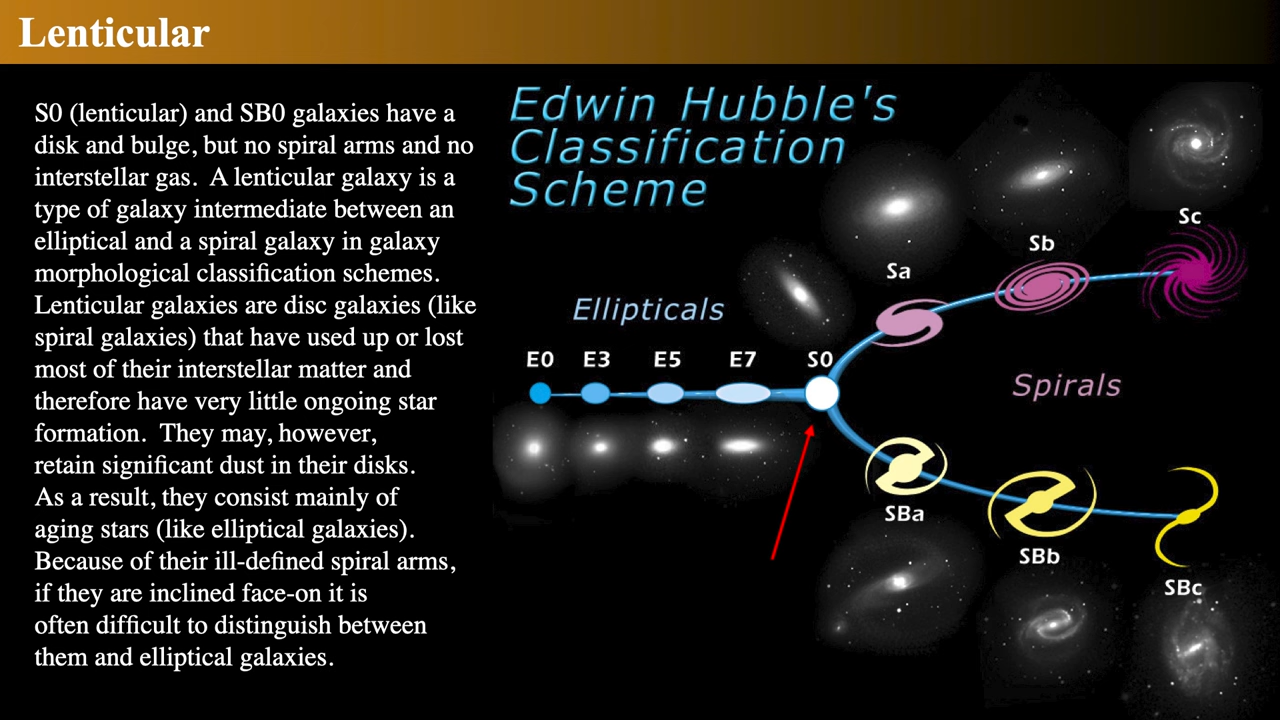 Lenticular
S0 (lenticular) and SB0 galaxies have a
disk and bulge, but no spiral arms and no
interstellar gas.  A lenticular galaxy is a
type of galaxy intermediate between an
elliptical and a spiral galaxy in galaxy
morphological classification schemes.
Lenticular galaxies are disc galaxies (like
spiral galaxies) that have used up or lost
most of their interstellar matter and
therefore have very little ongoing star
formation.  They may, however,
retain significant dust in their disks.
As a result, they consist mainly of
aging stars (like elliptical galaxies).
Because of their ill-defined spiral arms,
if they are inclined face-on it is
often difficult to distinguish between
them and elliptical galaxies.
Edwin Hubble's
Classification
Scheme
Ellipticals
E0 E3 E5 E7 S0
Sa
Sb
Sc
Spirals
SBa
SBb
SBc